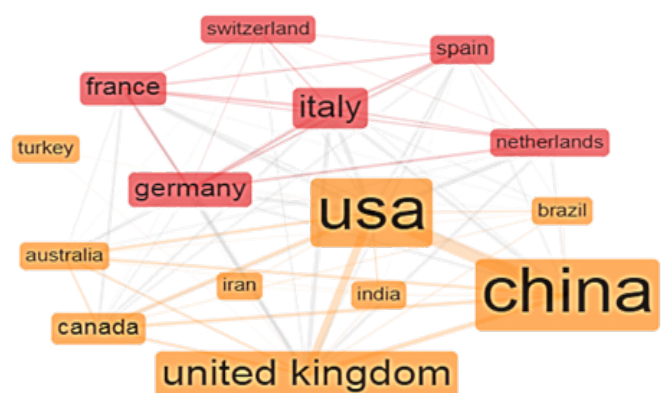 switzerland
spain
france
italy
turkey
netherlands
germany
usa
brazil
australia
iran
india
china
canada
united kingdom